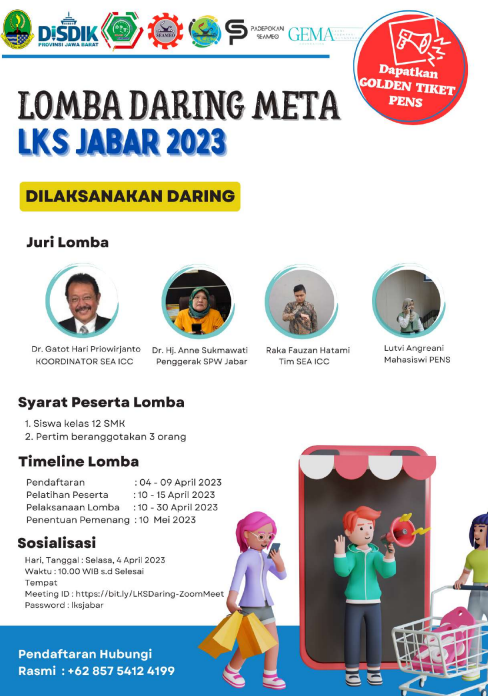 DISDIK
PROVINSI JAWA BARAT
PADEPOKAN
SEAMEO
GEMA
Dapatkan
GOLDEN TIKET
PENS
LOMBA DARING META
LKS JABAR 2023
DILAKSANAKAN DARING
Juri Lomba
Dr. Gatot Hari Priowirjanto
KOORDINATOR SEA ICC
Dr. Hj. Anne Sukmawati
Penggerak SPW Jabar
Raka Fauzan Hatami
Tim SEA ICC
Lutvi Angreani
Mahasiswi PENS
Syarat Peserta Lomba
1. Siswa kelas 12 SMK
2. Pertim beranggotakan 3 orang
Timeline Lomba
Pendaftaran : 04 - 09 April 2023
Pelatihan Peserta : 10 - 15 April 2023
Pelaksanaan Lomba : 10 - 30 April 2023
Penentuan Pemenang : 10 Mei 2023
Sosialisasi
Hari, Tanggal : Selasa, 4 April 2023
Waktu : 10.00 WIB s.d Selesai
Tempat
Meeting ID : https://bit.ly/LKSDaring-ZoomMeet
Password : lksjabar
Pendaftaran Hubungi
Rasmi : +62 857 5412 4199